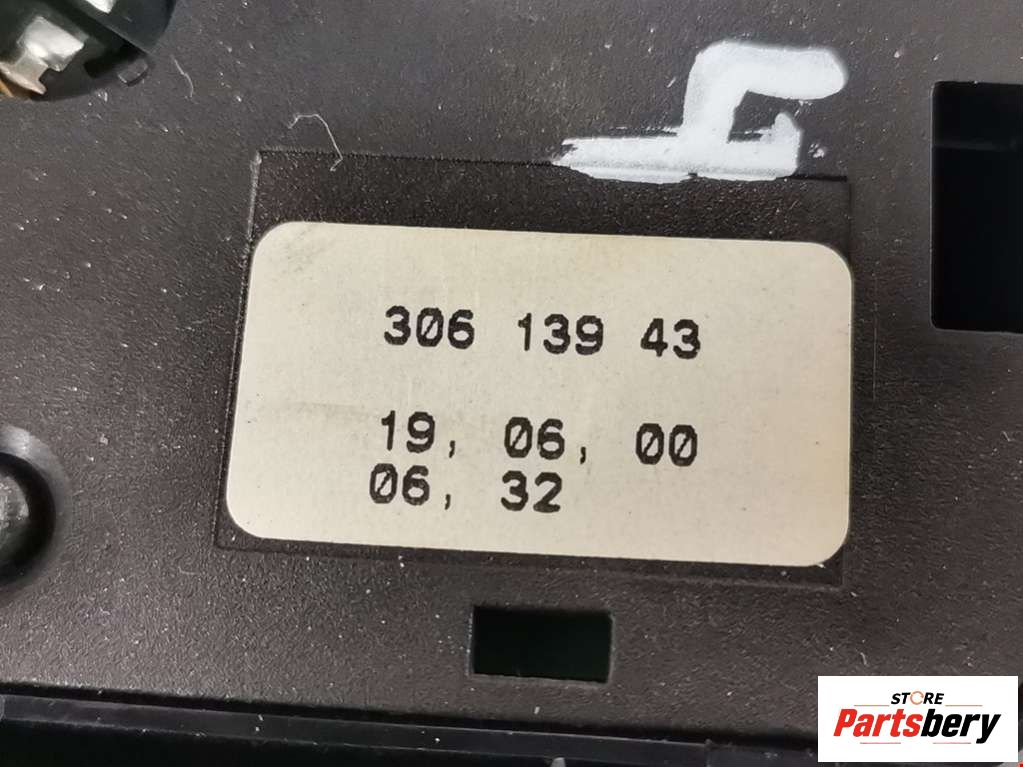 306 139 43
19, 06, 00
06, 32
STORE
Partsbery